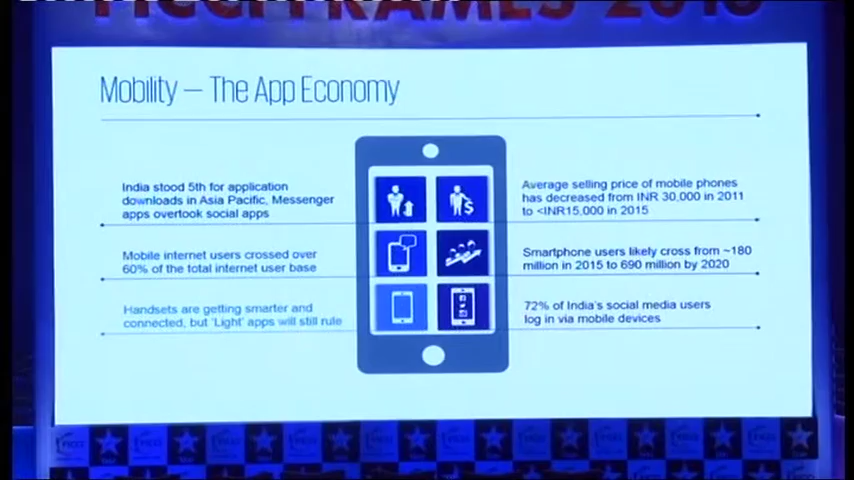 FICCI FRAMES 2016
Mobility – The App Economy
India stood 5th for application
downloads in Asia Pacific, Messenger
apps overtook social apps
Mobile internet users crossed over
60% of the total internet user base
Handsets are getting smarter and
connected, but 'Light' apps will still rule
Average selling price of mobile phones
has decreased from INR 30,000 in 2011
to <INR15,000 in 2015
Smartphone users likely cross from ~180
million in 2015 to 690 million by 2020
72% of India's social media users
log in via mobile devices